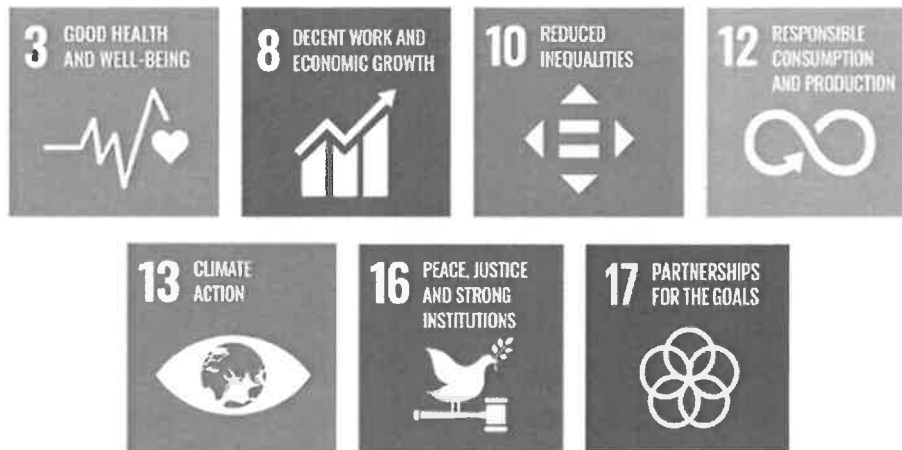 3 GOOD HEALTH
AND WELL-BEING
8 DECENT WORK AND
ECONOMIC GROWTH
10 REDUCED
INEQUALITIES
12 RESPONSIBLE
CONSUMPTION
AND PRODUCTION
13 CLIMATE
ACTION
16 PEACE, JUSTICE
AND STRONG
INSTITUTIONS
17 PARTNERSHIPS
FOR THE GOALS